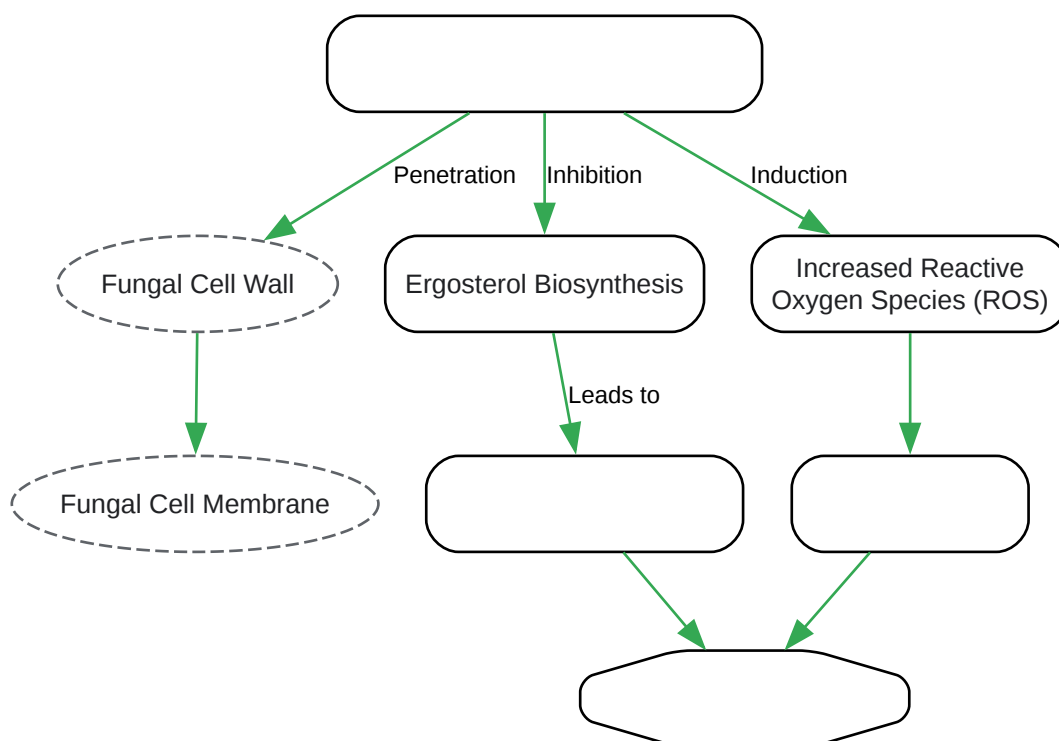 Penetration
Inhibition
Induction
Fungal Cell Wall
Ergosterol Biosynthesis
Increased Reactive
Oxygen Species (ROS)
Leads to
Fungal Cell Membrane